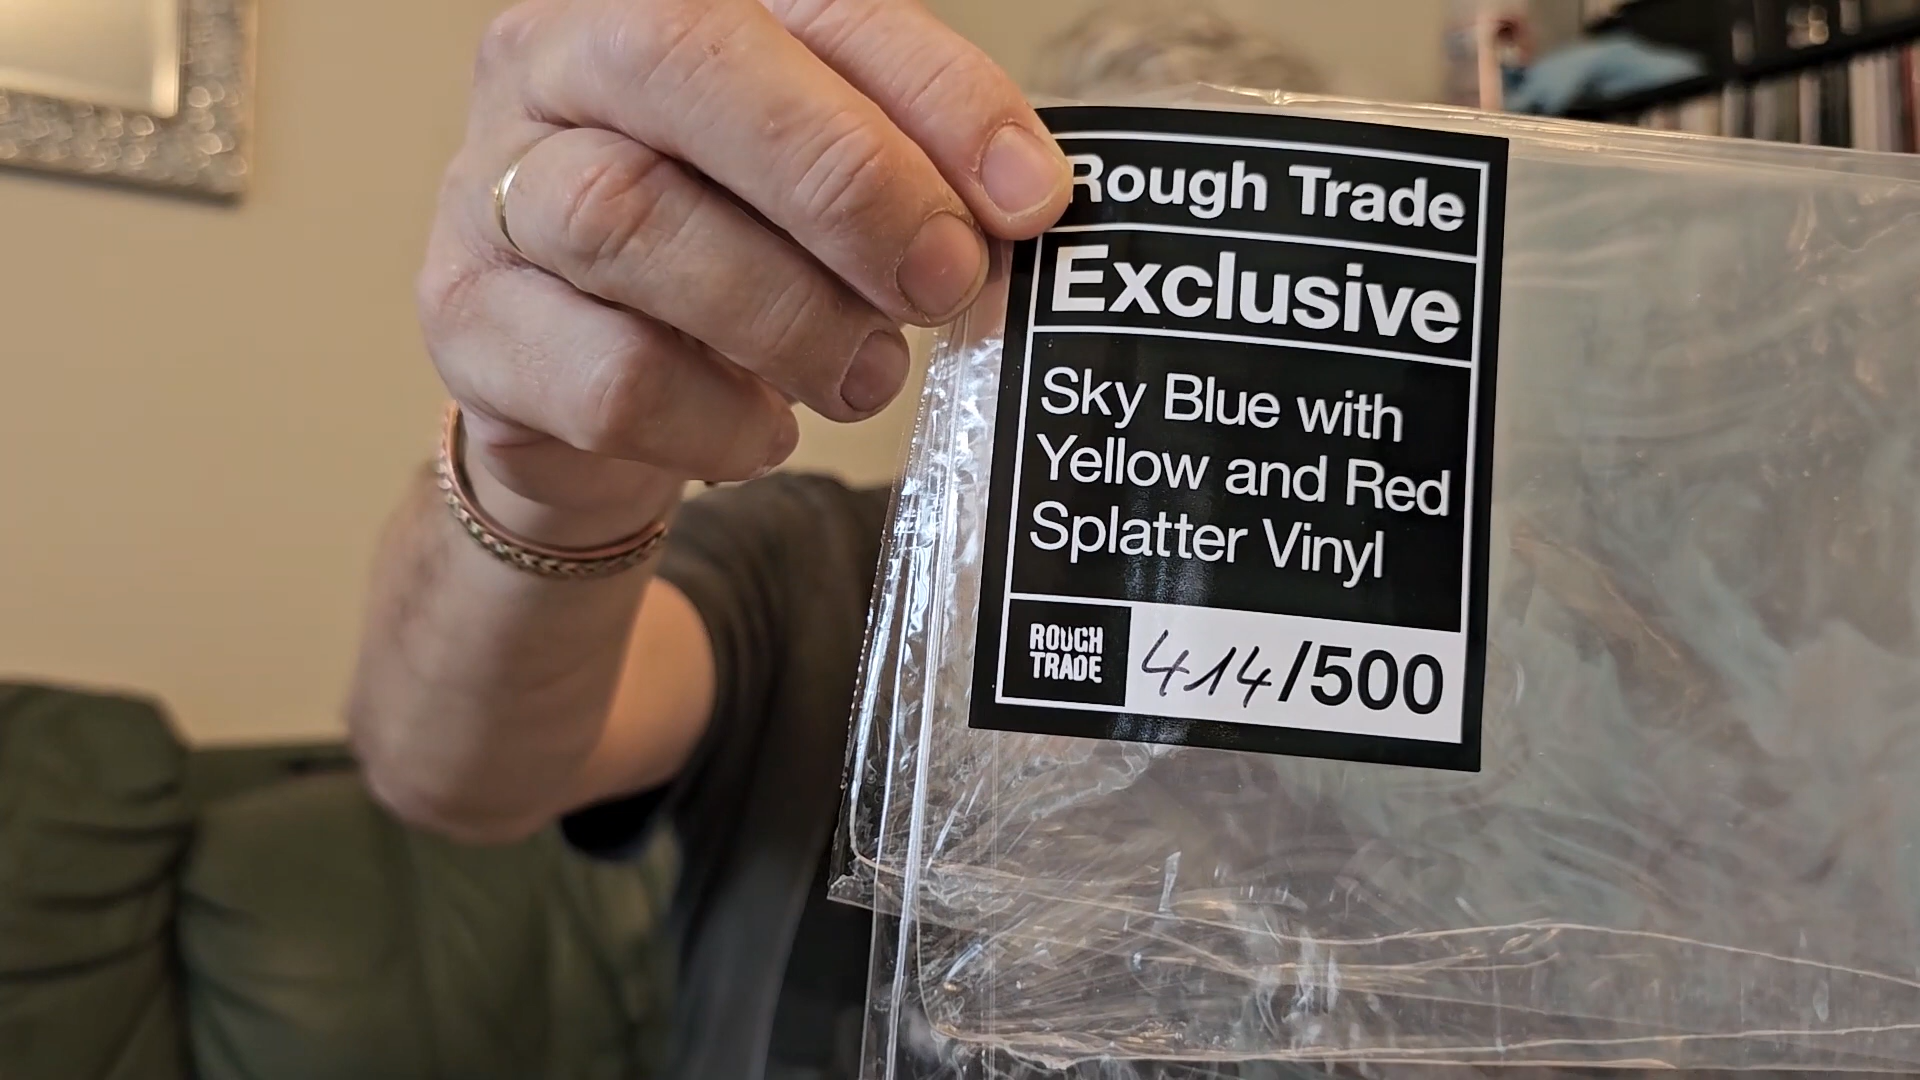 Rough Trade
Exclusive
Sky Blue with
Yellow and Red
Splatter Vinyl
ROUGH
TRADE
414/500